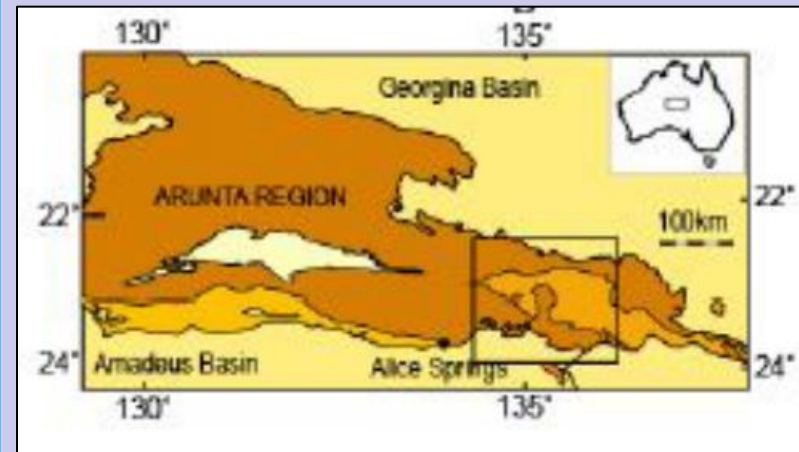 130° 135°
Georgina Basin
ARUNTA REGION
22° 22°
100km
24° Amadeus Basin Alice Springs 24°
130° 135°